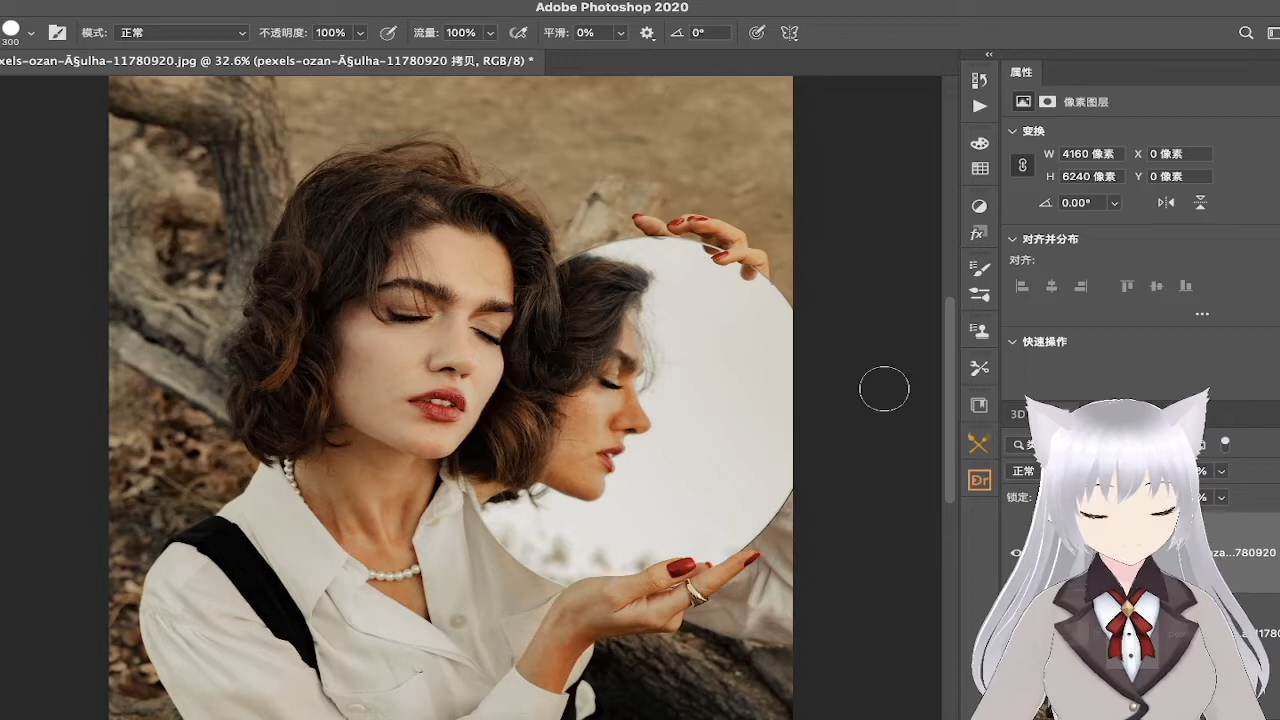 Adobe Photoshop 2020
300
模式: 正常 不透明度: 100% 流量: 100% 平滑: 0% 0°
xels-ozan-Ã§ulha-11780920.jpg @ 32.6% (pexels-ozan-Ã§ulha-11780920 拷贝, RGB/8) *
属性
像素图层
变换
W 4160 像素 X 0 像素
H 6240 像素 Y 0 像素
0.00°
对齐并分布
对齐:
快速操作
3D
fx
正常 %
Dr
锁定: %
za...780920